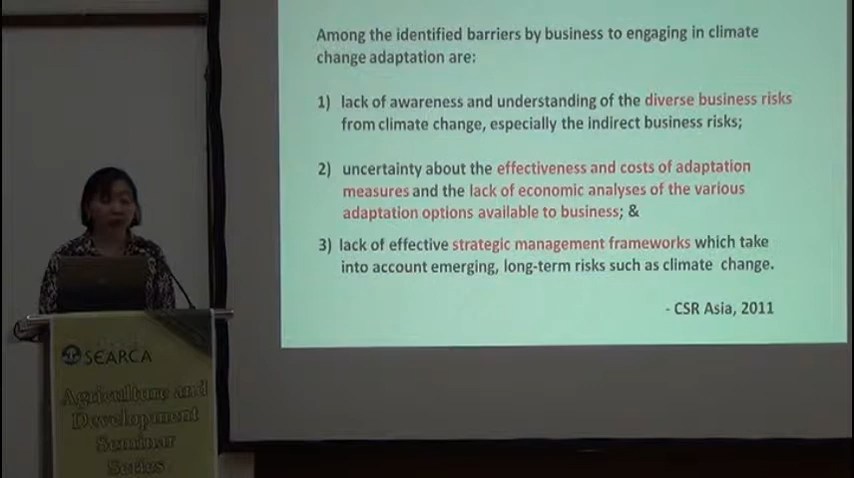 Among the identified barriers by business to engaging in climate
change adaptation are:
1) lack of awareness and understanding of the diverse business risks
from climate change, especially the indirect business risks;
2) uncertainty about the effectiveness and costs of adaptation
measures and the lack of economic analyses of the various
adaptation options available to business; &
3) lack of effective strategic management frameworks which take
into account emerging, long-term risks such as climate change.
- CSR Asia, 2011
SEARCA
Agriculture and
Development
Seminar
Series